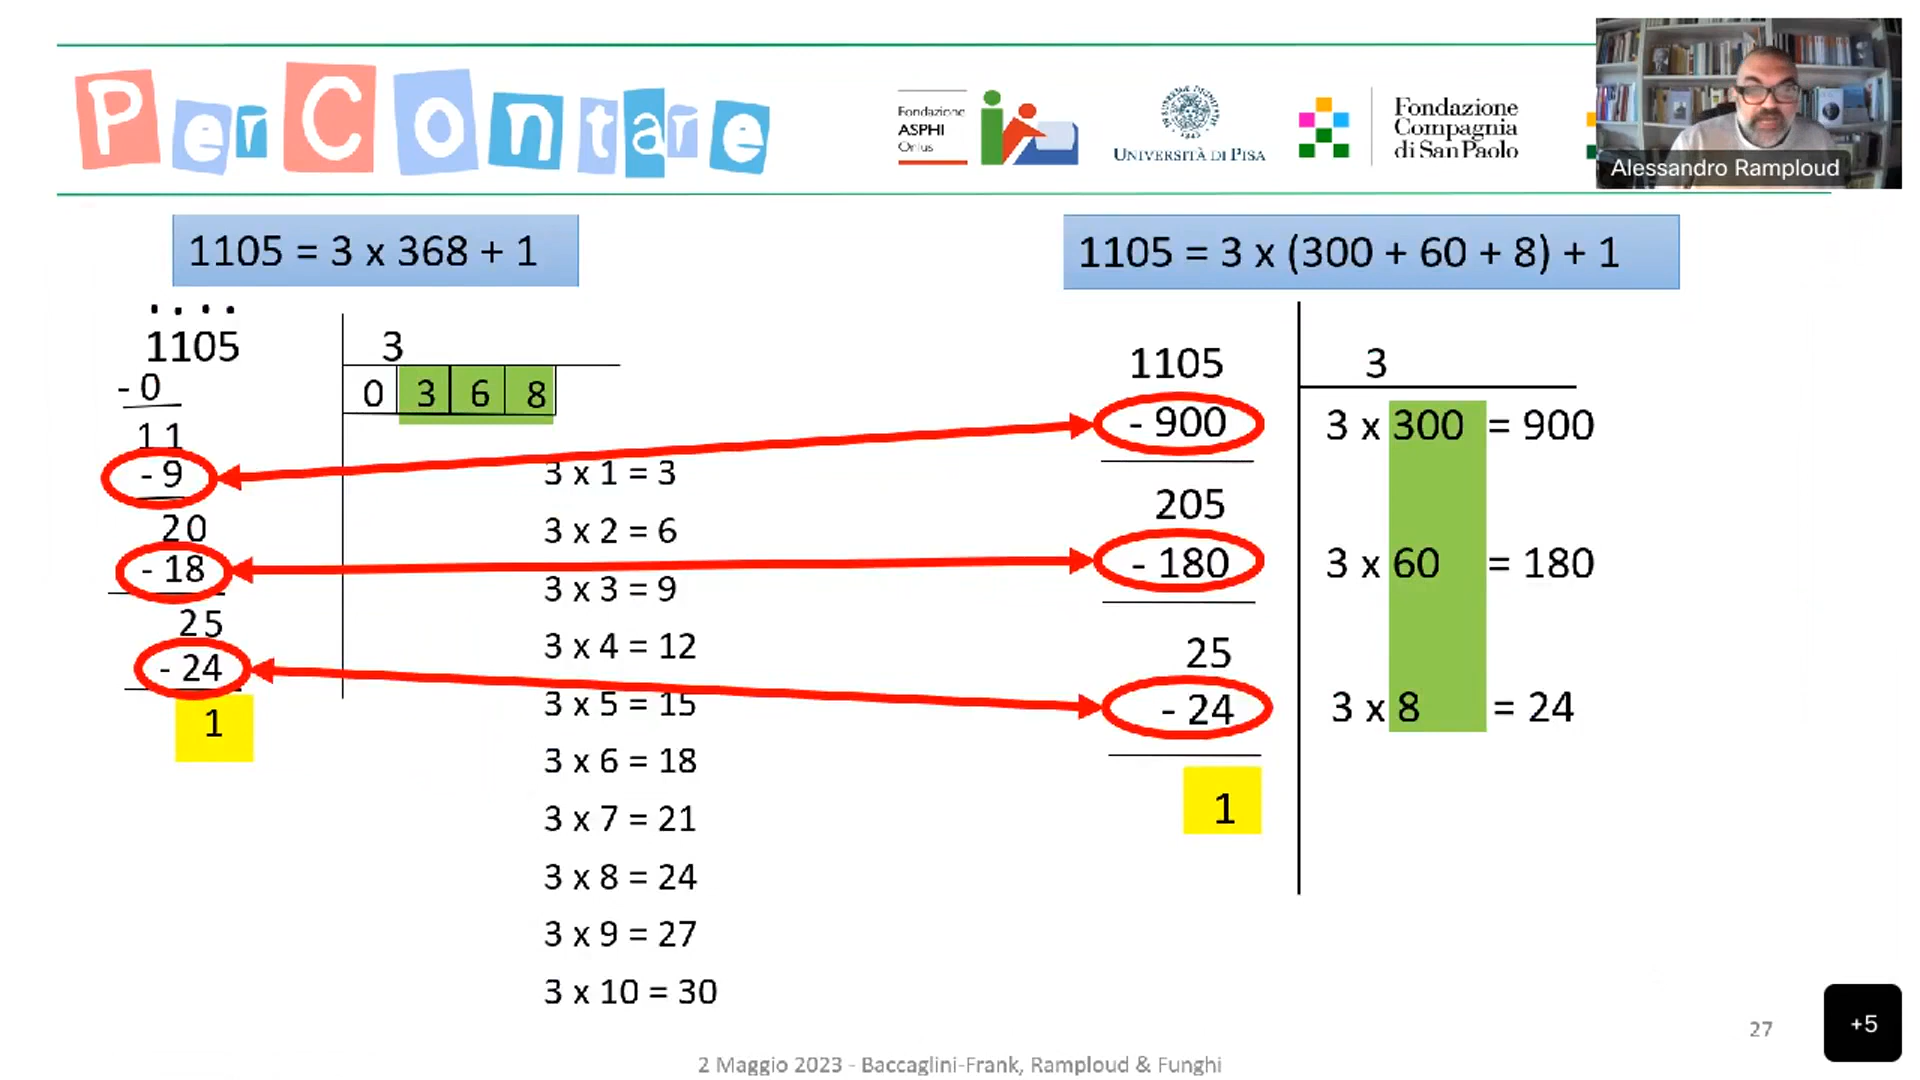 PerContare
Fondazione
ASPHI
Onlus
UNIVERSITÀ DI PISA
Fondazione
Compagnia
di San Paolo
Alessandro Ramploud
1105 = 3 x 368 + 1
1105
3
- 0
0 3 6 8
11
- 9
20
- 18
25
- 24
1
3 x 1 = 3
3 x 2 = 6
3 x 3 = 9
3 x 4 = 12
3 x 5 = 15
3 x 6 = 18
3 x 7 = 21
3 x 8 = 24
3 x 9 = 27
3 x 10 = 30
1105 = 3 x (300 + 60 + 8) + 1
1105
3
- 900
3 x 300 = 900
205
- 180
3 x 60 = 180
25
- 24
3 x 8 = 24
1
27
+5
2 Maggio 2023 - Baccaglini-Frank, Ramploud & Funghi